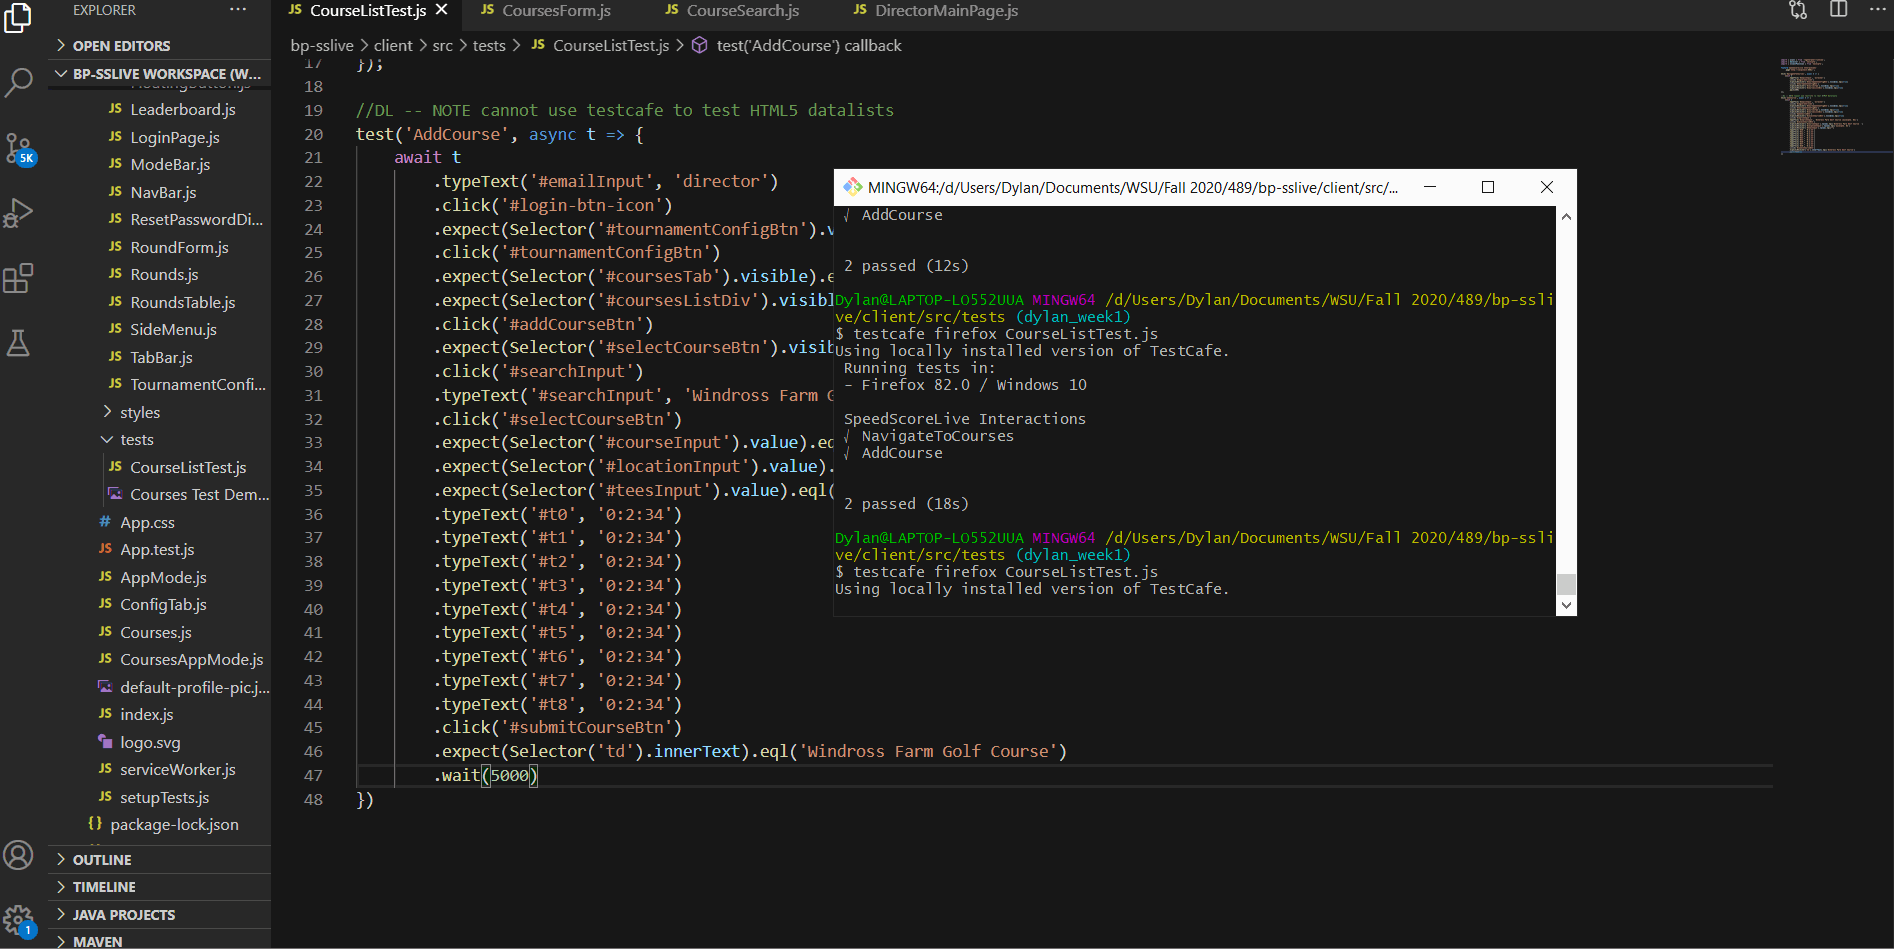 EXPLORER
···
OPEN EDITORS
BP-SSLIVE WORKSPACE (W...
Leaderboard.js
LoginPage.js
ModeBar.js
NavBar.js
ResetPasswordDi...
RoundForm.js
Rounds.js
RoundsTable.js
SideMenu.js
TabBar.js
TournamentConfi...
styles
tests
JS CourseListTest.js
Courses Test Dem...
# App.css
JS App.test.js
JS AppMode.js
JS ConfigTab.js
JS Courses.js
JS CoursesAppMode.js
default-profile-pic.j...
JS index.js
logo.svg
JS serviceWorker.js
JS setupTests.js
{} package-lock.json
OUTLINE
TIMELINE
JAVA PROJECTS
MAVEN
5K
1
JS CourseListTest.js
JS CoursesForm.js
JS CourseSearch.js
JS DirectorMainPage.js
bp-sslive > client > src > tests > JS CourseListTest.js > test('AddCourse') callback
17 });
18
19 //DL -- NOTE cannot use testcafe to test HTML5 datalists
20 test('AddCourse', async t => {
21 await t
22 .typeText('#emailInput', 'director')
23 .click('#login-btn-icon')
24 .expect(Selector('#tournamentConfigBtn').v
25 .click('#tournamentConfigBtn')
26 .expect(Selector('#coursesTab').visible).e
27 .expect(Selector('#coursesListDiv').visibl
28 .click('#addCourseBtn')
29 .expect(Selector('#selectCourseBtn').visib
30 .click('#searchInput')
31 .typeText('#searchInput', 'Windross Farm G
32 .click('#selectCourseBtn')
33 .expect(Selector('#courseInput').value).eq
34 .expect(Selector('#locationInput').value).
35 .expect(Selector('#teesInput').value).eql(
36 .typeText('#t0', '0:2:34')
37 .typeText('#t1', '0:2:34')
38 .typeText('#t2', '0:2:34')
39 .typeText('#t3', '0:2:34')
40 .typeText('#t4', '0:2:34')
41 .typeText('#t5', '0:2:34')
42 .typeText('#t6', '0:2:34')
43 .typeText('#t7', '0:2:34')
44 .typeText('#t8', '0:2:34')
45 .click('#submitCourseBtn')
46 .expect(Selector('td').innerText).eql('Windross Farm Golf Course')
47 .wait(5000)
48 })
MINGW64:/d/Users/Dylan/Documents/WSU/Fall 2020/489/bp-sslive/client/src/...
√ AddCourse
2 passed (12s)
Dylan@LAPTOP-LO552UUA MINGW64 /d/Users/Dylan/Documents/WSU/Fall 2020/489/bp-ssli
ve/client/src/tests (dylan_week1)
$ testcafe firefox CourseListTest.js
Using locally installed version of TestCafe.
Running tests in:
- Firefox 82.0 / Windows 10
SpeedScoreLive Interactions
√ NavigateToCourses
√ AddCourse
2 passed (18s)
Dylan@LAPTOP-LO552UUA MINGW64 /d/Users/Dylan/Documents/WSU/Fall 2020/489/bp-ssli
ve/client/src/tests (dylan_week1)
$ testcafe firefox CourseListTest.js
Using locally installed version of TestCafe.